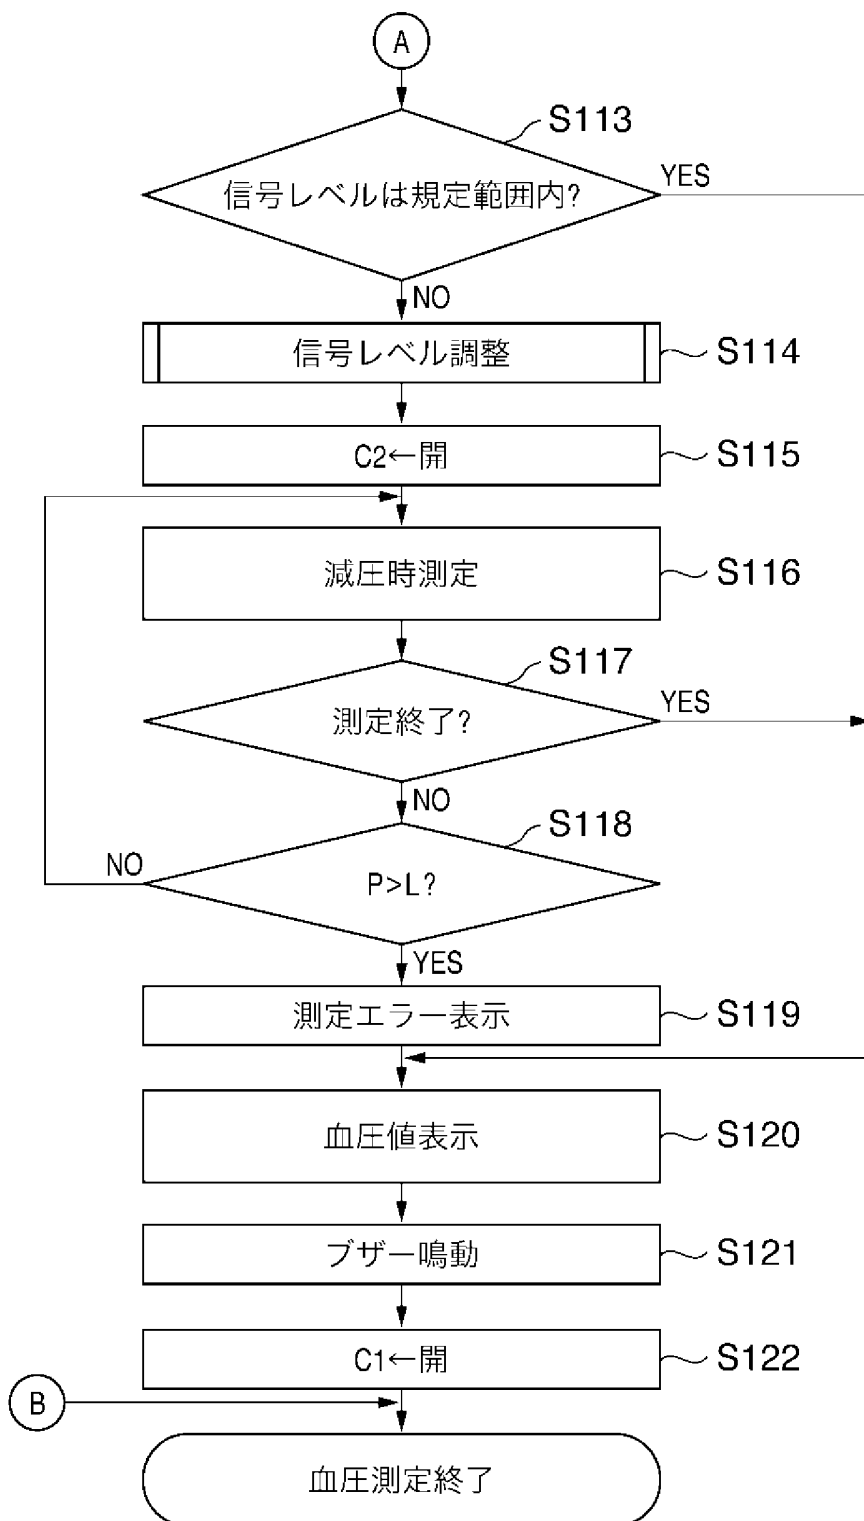 A
S113
信号レベルは規定範囲内?
YES
NO
信号レベル調整
S114
C2←開
S115
減圧時測定
S116
S117
測定終了?
YES
NO
S118
NO
P>L?
YES
測定エラー表示
S119
血圧値表示
S120
ブザー鳴動
S121
C1←開
S122
B
血圧測定終了